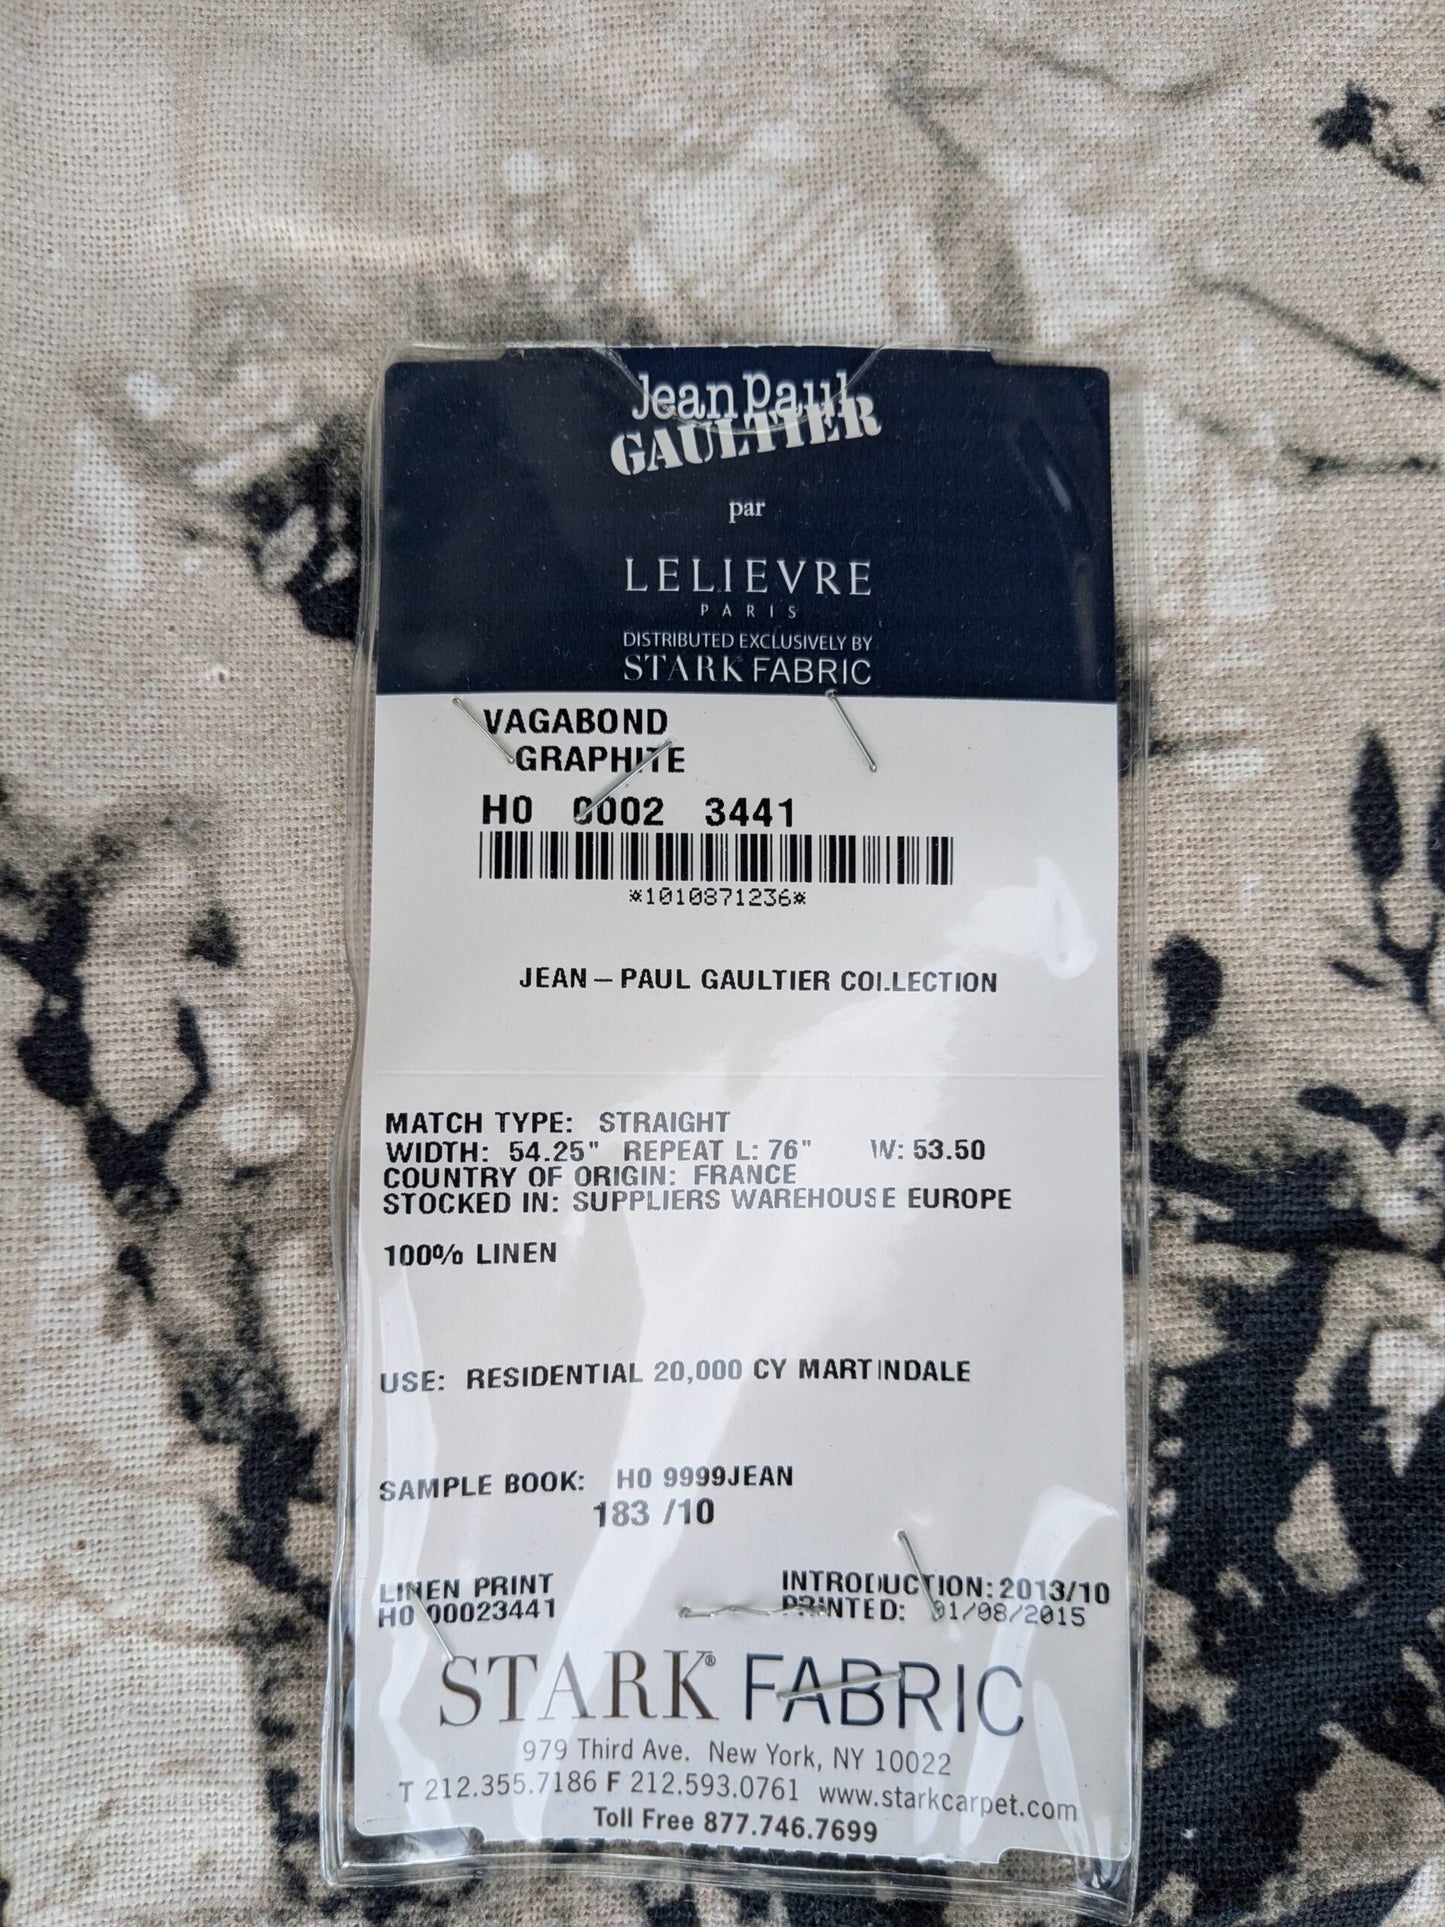 Jean Paul
GAULTIER
par
LELIEVRE
PARIS
DISTRIBUTED EXCLUSIVELY BY
STARK FABRIC
VAGABOND
GRAPHITE
H0 0002 3441
*1010871236*
JEAN-PAUL GAULTIER COLLECTION
MATCH TYPE: STRAIGHT
WIDTH: 54.25" REPEAT L: 76" W: 53.50
COUNTRY OF ORIGIN: FRANCE
STOCKED IN: SUPPLIERS WAREHOUSE EUROPE
100% LINEN
USE: RESIDENTIAL 20,000 CY MARTINDALE
SAMPLE BOOK: H0 9999JEAN
183 /10
LINEN PRINT INTRODUCTION: 2013/10
H0 00023441 PRINTED: 01/08/2015
STARK® FABRIC
979 Third Ave. New York, NY 10022
T 212.355.7186 F 212.593.0761 www.starkcarpet.com
Toll Free 877.746.7699